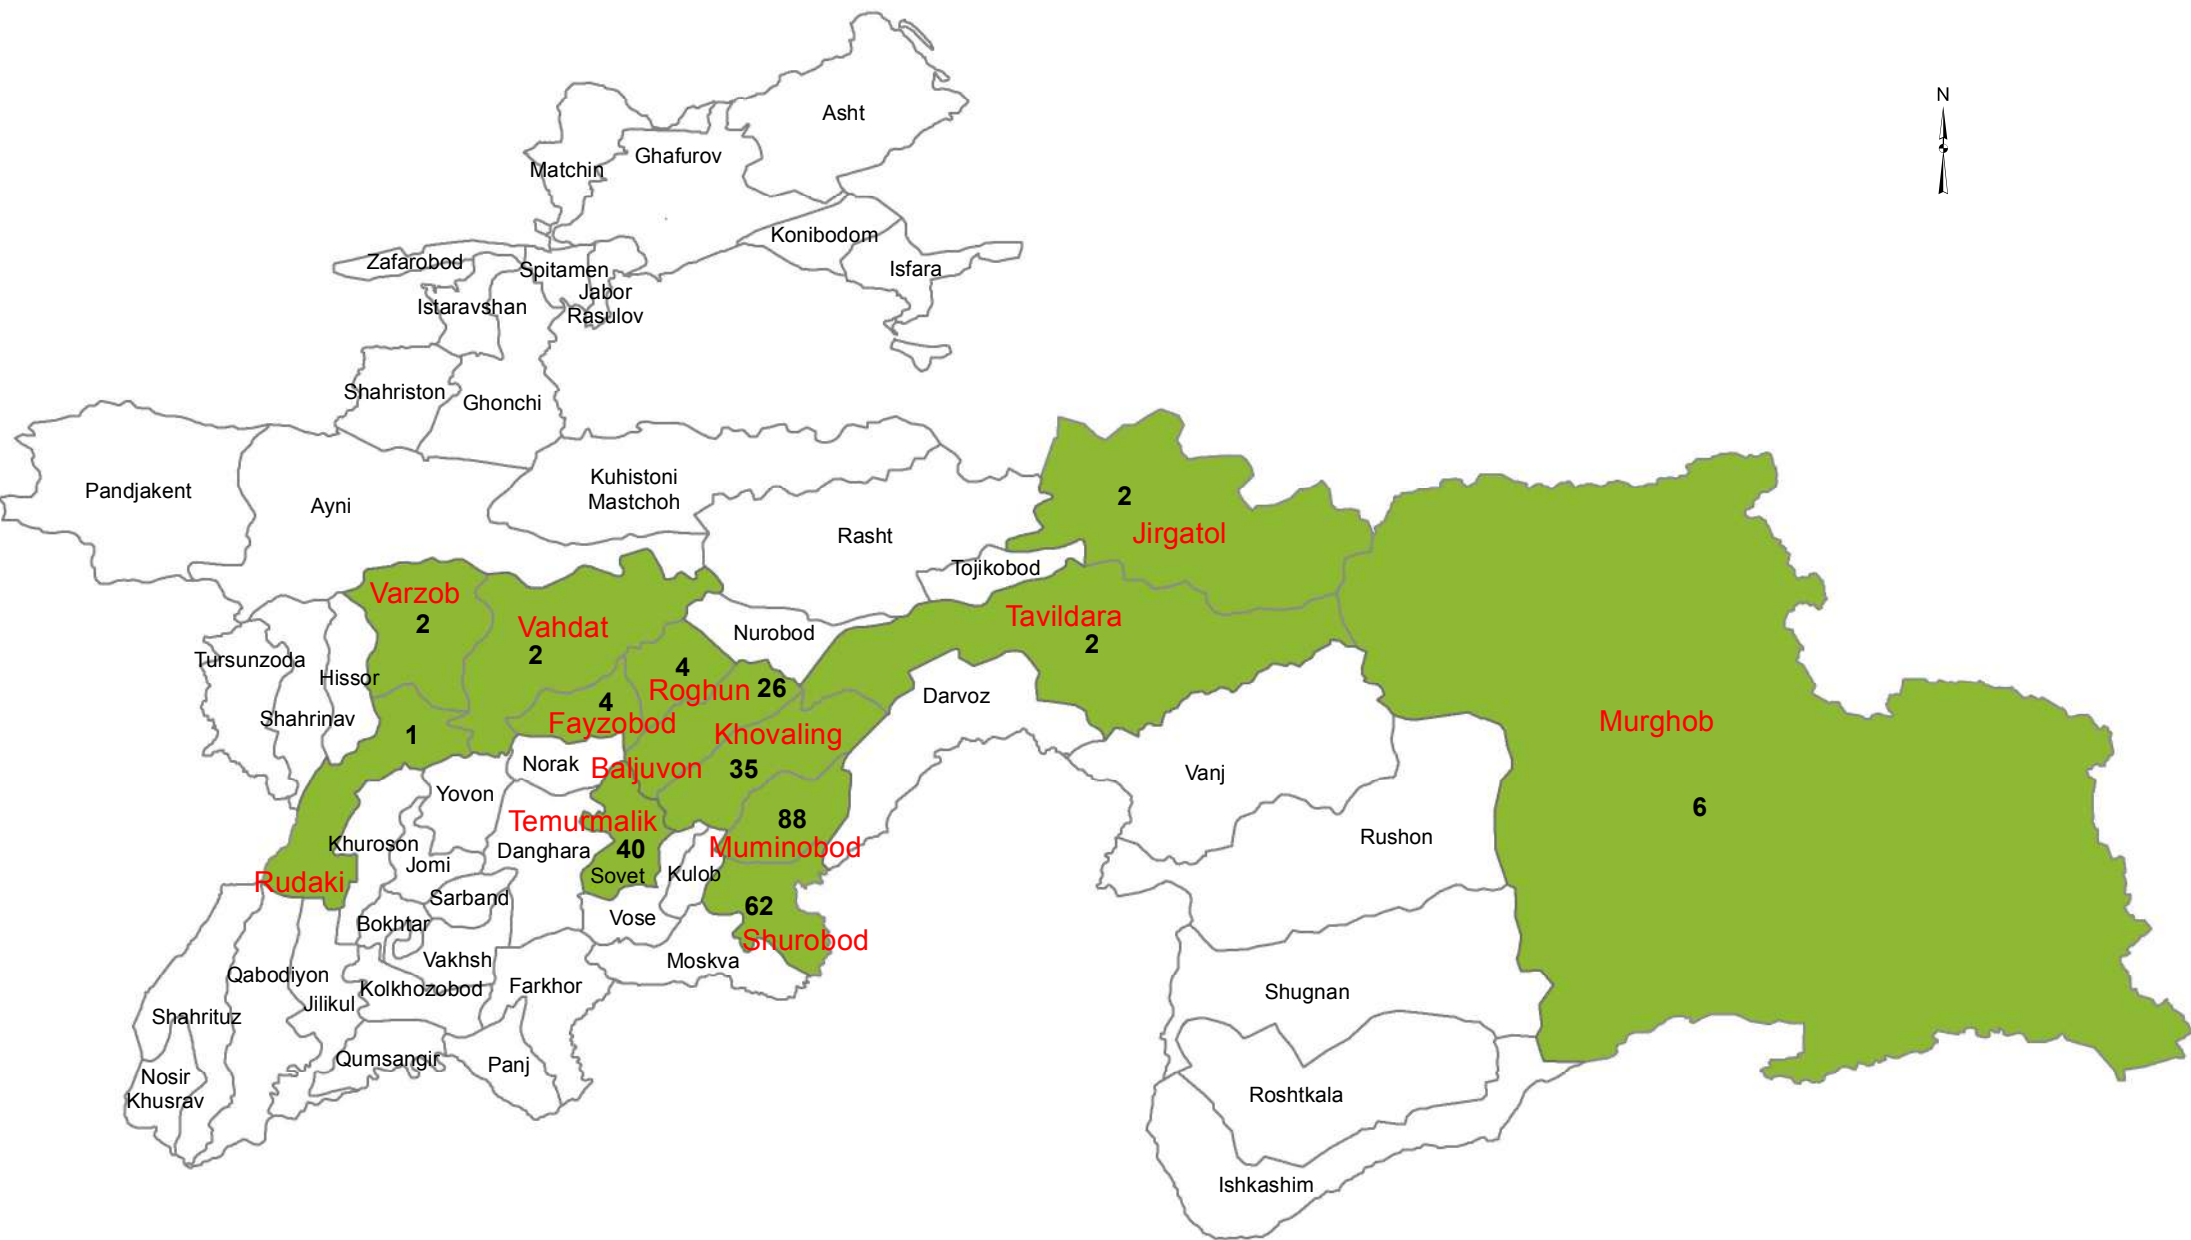 N
Asht
Ghafurov
Matchin
Konibodom
Zafarobod
Spitamen
Isfara
Jabor
Rasulov
Istaravshan
Shahriston
Ghonchi
Kuhistoni
Mastchoh
Pandjakent
Ayni
2
Jirgatol
Rasht
Tojikobod
Varzob
2
Vahdat
2
Nurobod
Tavildara
2
Tursunzoda
Hissor
4
Roghun
26
Darvoz
4
Fayzobod
Shahrinav
1
Khovaling
Murghob
Norak
Baljuvon
35
Vanj
6
Yovon
Temurmalik
88
Khuroson
Danghara
40
Muminobod
Rushon
Jomi
Sovet
Kulob
Rudaki
Sarband
62
Bokhtar
Vose
Shurobod
Vakhsh
Moskva
Qabodiyon
Kolkhozobod
Farkhor
Shugnan
Jilikul
Shahrituz
Qumsangir
Panj
Nosir
Khusrav
Roshtkala
Ishkashim